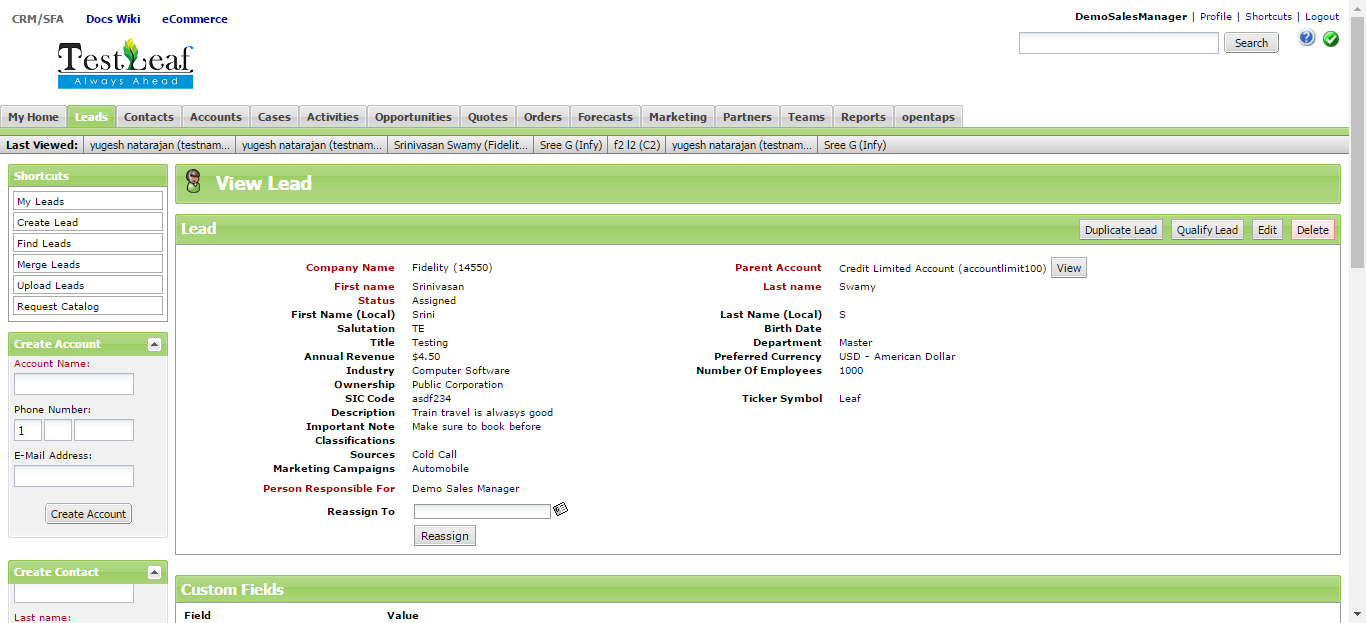 CRM/SFA Docs Wiki eCommerce
DemoSalesManager | Profile | Shortcuts | Logout
TestLeaf
Always Ahead
Search
My Home Leads Contacts Accounts Cases Activities Opportunities Quotes Orders Forecasts Marketing Partners Teams Reports opentaps
Last Viewed: yugesh natarajan (testnam... yugesh natarajan (testnam... Srinivasan Swamy (Fidelit... Sree G (Infy) f2 l2 (C2) yugesh natarajan (testnam... Sree G (Infy)
Shortcuts
My Leads
Create Lead
Find Leads
Merge Leads
Upload Leads
Request Catalog
Create Account
Account Name:
Phone Number:
1
E-Mail Address:
Create Account
Create Contact
Last name:
View Lead
Lead Duplicate Lead Qualify Lead Edit Delete
Company Name Fidelity (14550) Parent Account Credit Limited Account (accountlimit100) View
First name Srinivasan Last name Swamy
Status Assigned
First Name (Local) Srini Last Name (Local) S
Salutation TE Birth Date
Title Testing Department Master
Annual Revenue $4.50 Preferred Currency USD - American Dollar
Industry Computer Software Number Of Employees 1000
Ownership Public Corporation
SIC Code asdf234 Ticker Symbol Leaf
Description Train travel is alwasys good
Important Note Make sure to book before
Classifications
Sources Cold Call
Marketing Campaigns Automobile
Person Responsible For Demo Sales Manager
Reassign To
Reassign
Custom Fields
Field Value